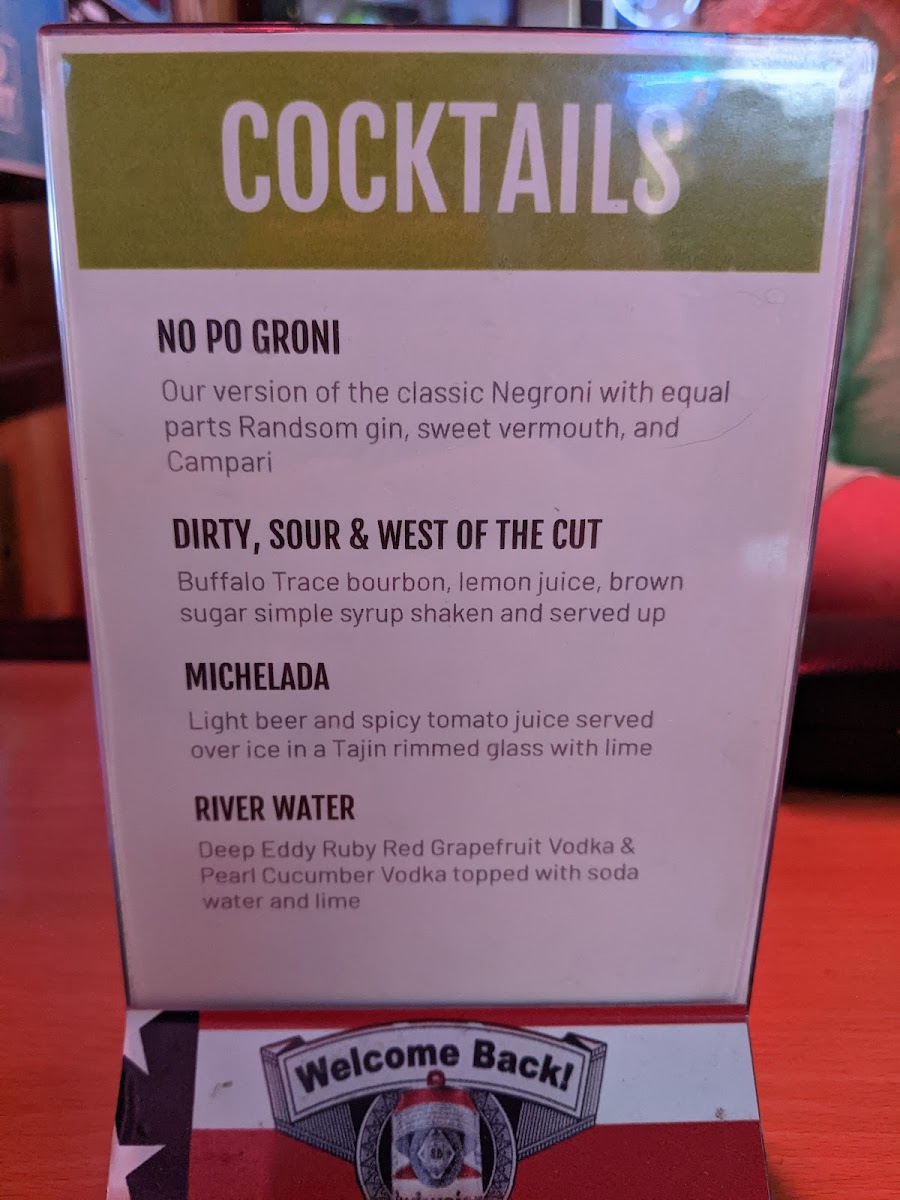 COCKTAILS
NO PO GRONI
Our version of the classic Negroni with equal
parts Randsom gin, sweet vermouth, and
Campari
DIRTY, SOUR & WEST OF THE CUT
Buffalo Trace bourbon, lemon juice, brown
sugar simple syrup shaken and served up
MICHELADA
Light beer and spicy tomato juice served
over ice in a Tajin rimmed glass with lime
RIVER WATER
Deep Eddy Ruby Red Grapefruit Vodka &
Pearl Cucumber Vodka topped with soda
water and lime
Welcome Back!